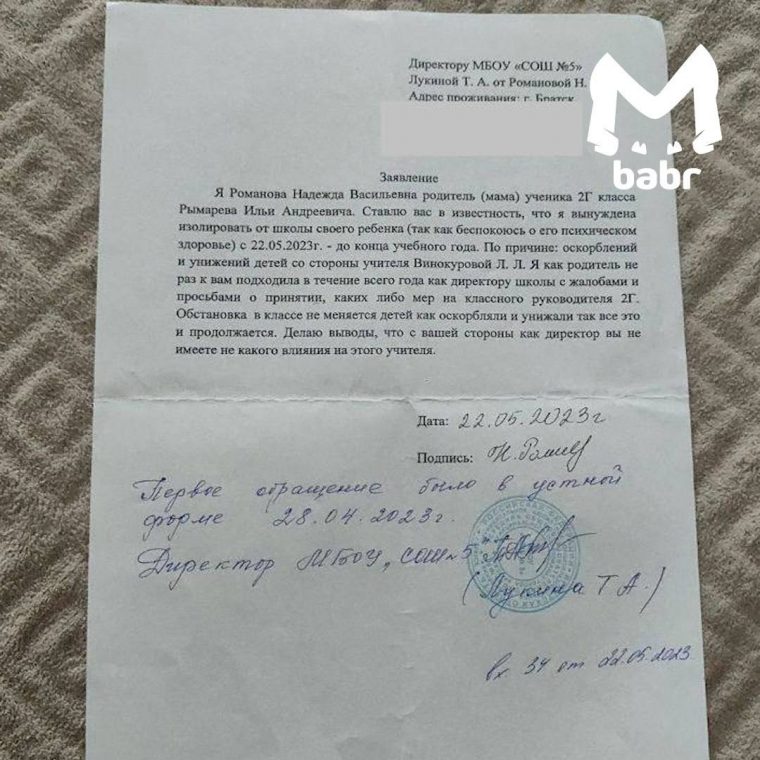 Директору МБОУ «СОШ №5»
Лукиной Т. А. от Романовой Н.
Адрес проживания: г. Братск
M
babr
Заявление
Я Романова Надежда Васильевна родитель (мама) ученика 2Г класса
Рымарева Ильи Андреевича. Ставлю вас в известность, что я вынуждена
изолировать от школы своего ребенка (так как беспокоюсь о его психическом
здоровье) с 22.05.2023г. - до конца учебного года. По причине: оскорблений
и унижений детей со стороны учителя Винокуровой Л. Л. Я как родитель не
раз к вам подходила в течение всего года как директору школы с жалобами и
просьбами о принятии, каких либо мер на классного руководителя 2Г.
Обстановка в классе не меняется детей как оскорбляли и унижали так все это
и продолжается. Делаю выводы, что с вашей стороны как директор вы не
имеете не какого влияния на этого учителя.
Дата: 22.05.2023г
Подпись:
Первое обращение было в устной
форме 28.04.2023г.
Директор МБОУ „СОШ №5
(Лукина Т А.)
вх 34 от 22.05.2023